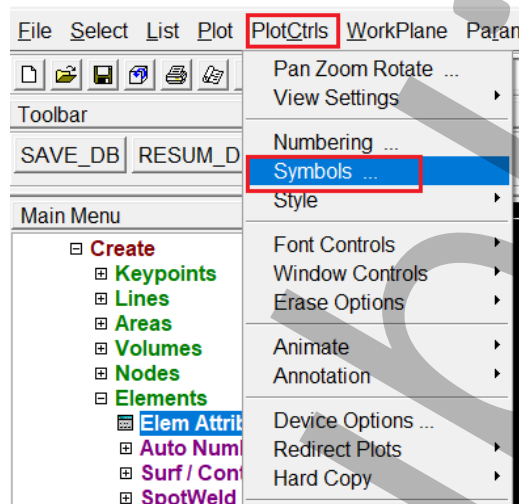 File Select List Plot PlotCtrls WorkPlane Param
Toolbar
SAVE_DB RESUM_D
Main Menu
Create
Keypoints
Lines
Areas
Volumes
Nodes
Elements
Elem Attrib
Auto Num
Surf / Cont
SpotWeld
Pan Zoom Rotate ...
View Settings
Numbering ...
Symbols ...
Style
Font Controls
Window Controls
Erase Options
Animate
Annotation
Device Options ...
Redirect Plots
Hard Copy